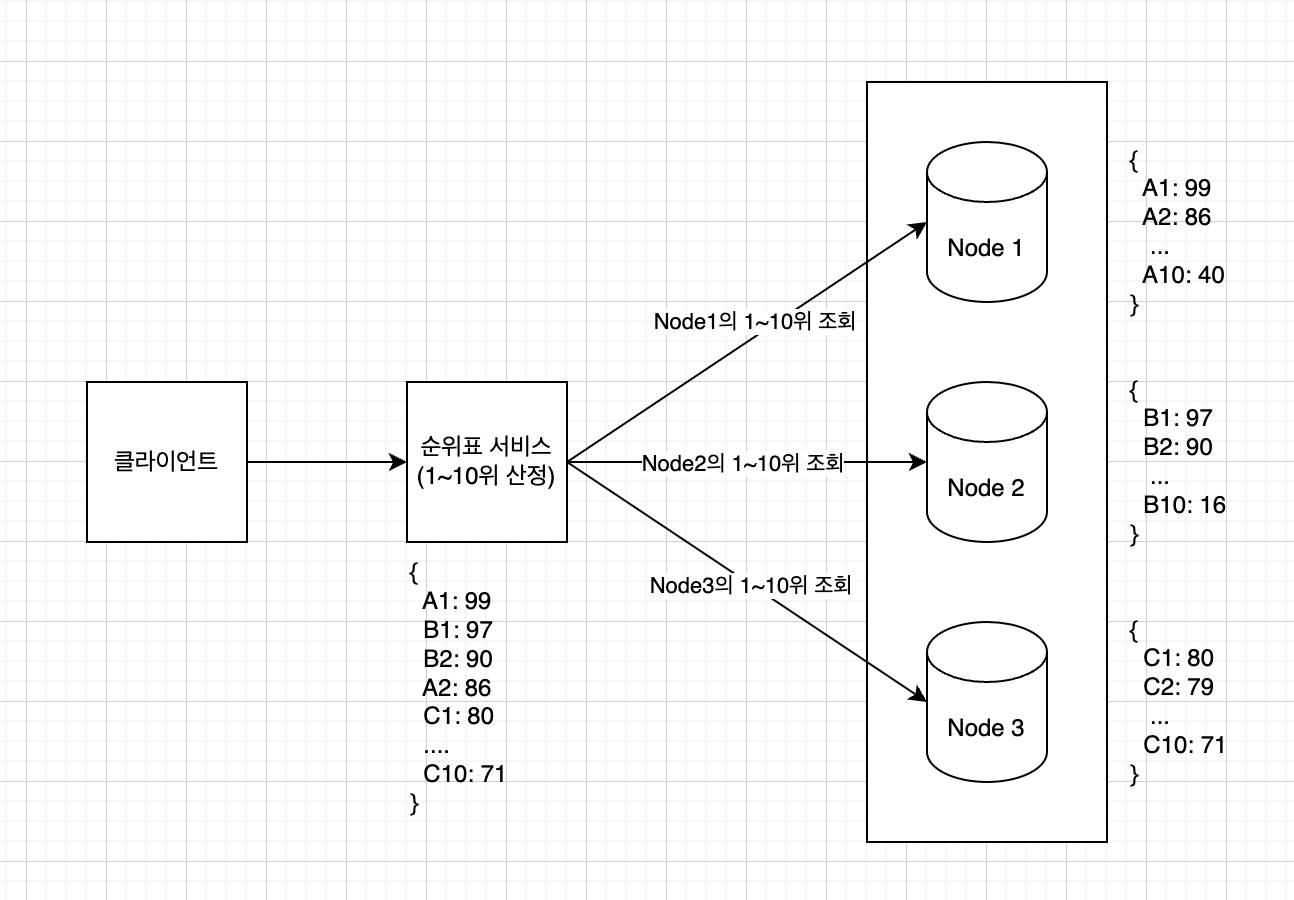 클라이언트
순위표 서비스
(1~10위 산정)
{
A1: 99
B1: 97
B2: 90
A2: 86
C1: 80
....
C10: 71
}
Node1의 1~10위 조회
Node2의 1~10위 조회
Node3의 1~10위 조회
Node 1
{
A1: 99
A2: 86
...
A10: 40
}
Node 2
{
B1: 97
B2: 90
...
B10: 16
}
Node 3
{
C1: 80
C2: 79
...
C10: 71
}